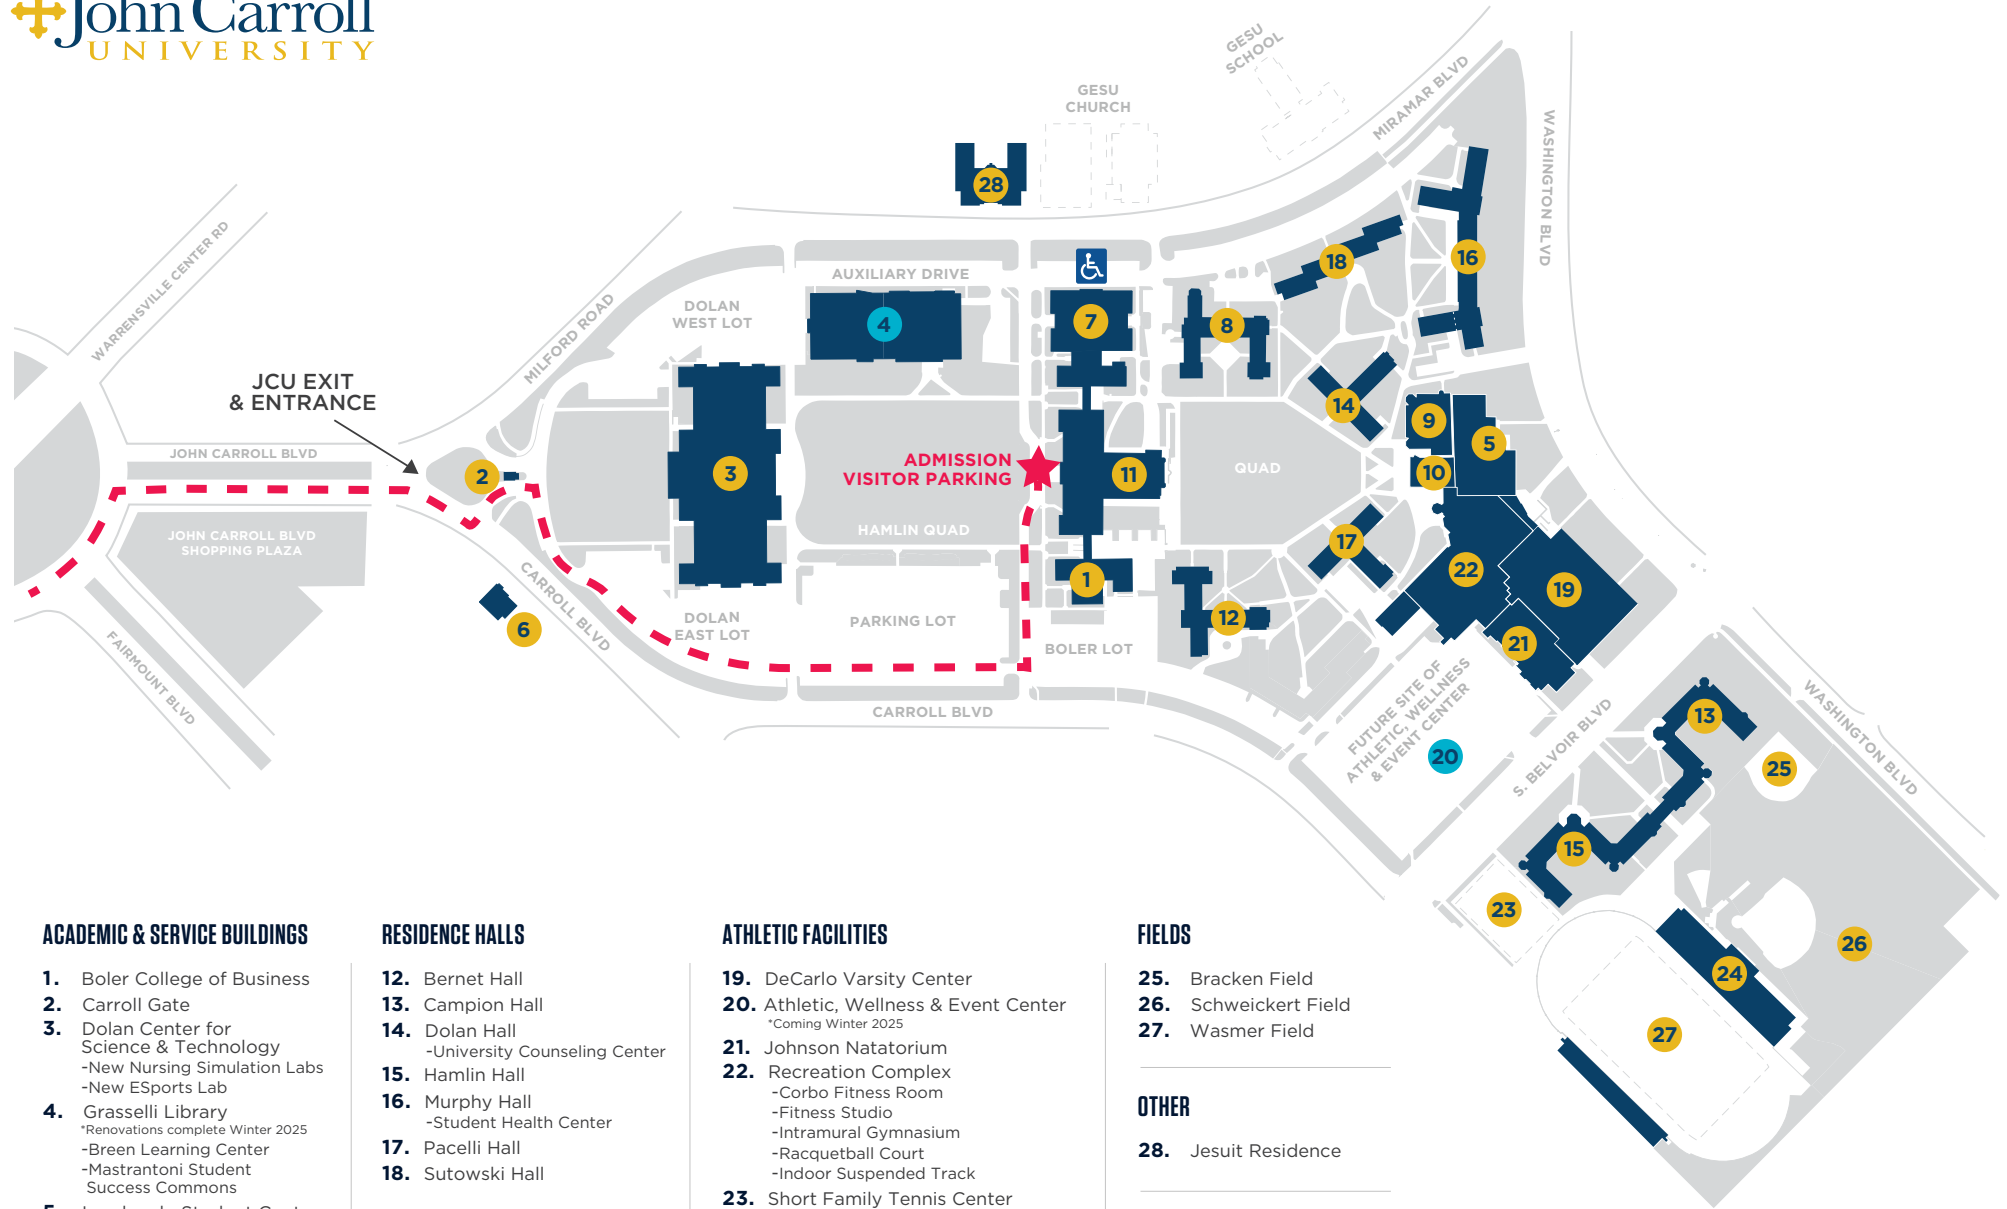 John Carroll
UNIVERSITY
GESU
SCHOOL
GESU
CHURCH
MIRAMAR BLVD
WASHINGTON BLVD
28
WARRENSVILLE CENTER RD
MILFORD ROAD
AUXILIARY DRIVE
DOLAN
WEST LOT
4
7
8
18
16
JCU EXIT
& ENTRANCE
JOHN CARROLL BLVD
2
3
ADMISSION
VISITOR PARKING
11
QUAD
14
9
5
10
JOHN CARROLL BLVD
SHOPPING PLAZA
HAMLIN QUAD
17
22
19
1
CARROLL BLVD
6
DOLAN
EAST LOT
PARKING LOT
BOLER LOT
12
21
FAIRMOUNT BLVD
CARROLL BLVD
FUTURE SITE OF
ATHLETIC, WELLNESS
& EVENT CENTER
20
S. BELVOIR BLVD
13
WASHINGTON BLVD
25
15
23
26
24
27
ACADEMIC & SERVICE BUILDINGS
1. Boler College of Business
2. Carroll Gate
3. Dolan Center for
Science & Technology
-New Nursing Simulation Labs
-New ESports Lab
4. Grasselli Library
*Renovations complete Winter 2025
-Breen Learning Center
-Mastrantoni Student
Success Commons
RESIDENCE HALLS
12. Bernet Hall
13. Campion Hall
14. Dolan Hall
-University Counseling Center
15. Hamlin Hall
16. Murphy Hall
-Student Health Center
17. Pacelli Hall
18. Sutowski Hall
ATHLETIC FACILITIES
19. DeCarlo Varsity Center
20. Athletic, Wellness & Event Center
*Coming Winter 2025
21. Johnson Natatorium
22. Recreation Complex
-Corbo Fitness Room
-Fitness Studio
-Intramural Gymnasium
-Racquetball Court
-Indoor Suspended Track
23. Short Family Tennis Center
FIELDS
25. Bracken Field
26. Schweickert Field
27. Wasmer Field
OTHER
28. Jesuit Residence